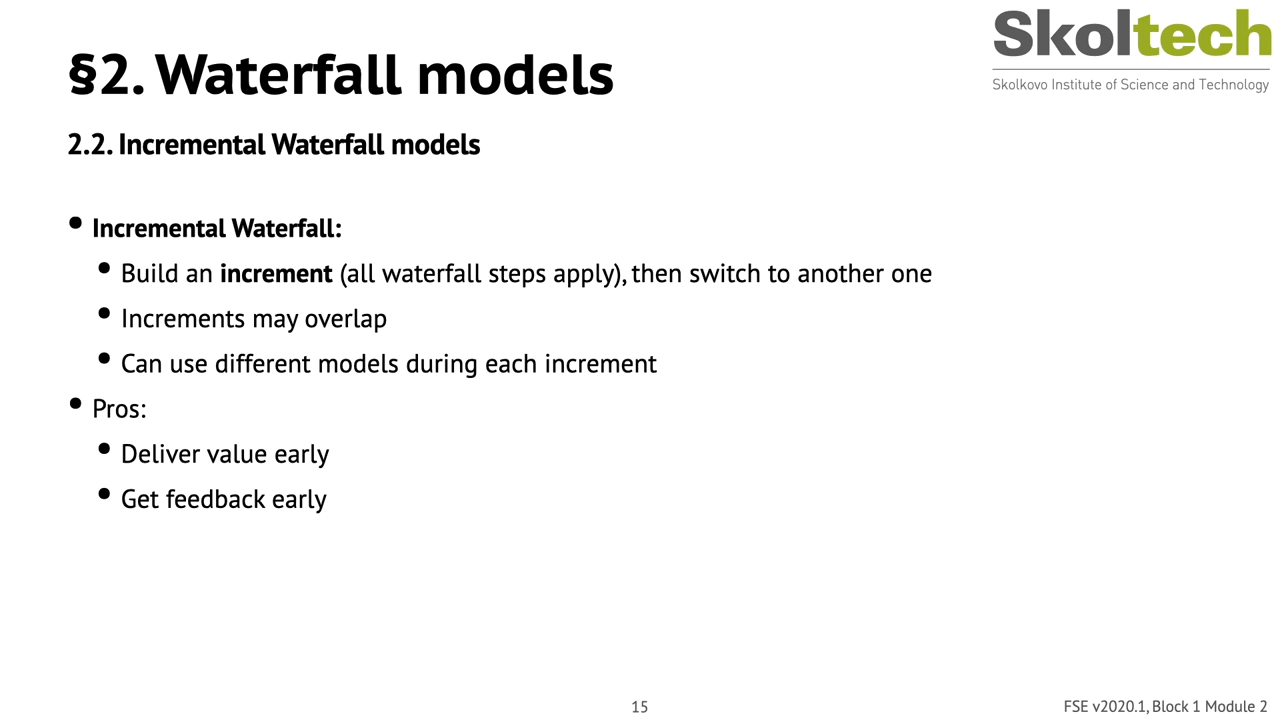 Skoltech
Skolkovo Institute of Science and Technology
§2. Waterfall models
2.2. Incremental Waterfall models
• Incremental Waterfall:
• Build an increment (all waterfall steps apply), then switch to another one
• Increments may overlap
• Can use different models during each increment
• Pros:
• Deliver value early
• Get feedback early
15
FSE v2020.1, Block 1 Module 2